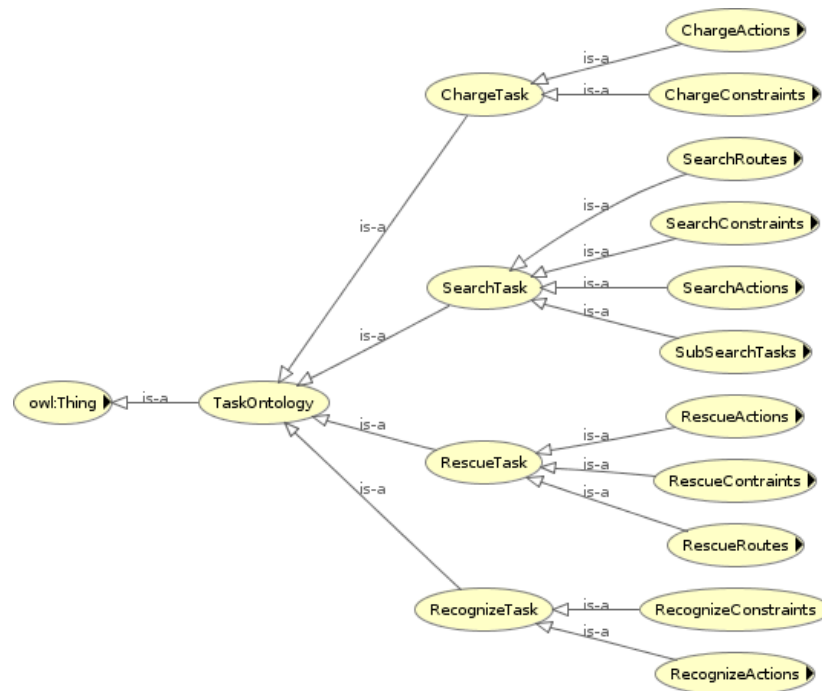 ChargeActions
is-a
ChargeTask
is-a
ChargeConstraints
SearchRoutes
is-a
is-a
SearchConstraints
is-a
SearchTask
is-a
SearchActions
is-a
is-a
SubSearchTasks
owl:Thing
is-a
TaskOntology
RescueActions
is-a
is-a
RescueTask
is-a
RescueContraints
is-a
is-a
RescueRoutes
RecognizeTask
is-a
RecognizeConstraints
is-a
RecognizeActions